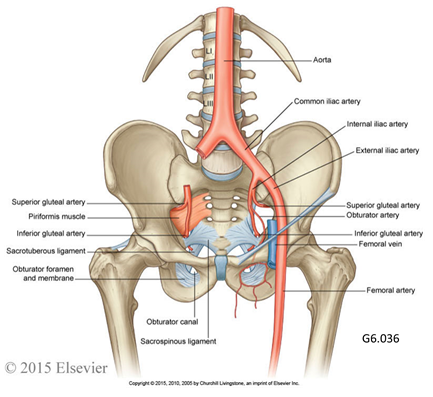 LI
Aorta
LII
LIII
Common iliac artery
Internal iliac artery
External iliac artery
Superior gluteal artery
Piriformis muscle
Inferior gluteal artery
Sacrotuberous ligament
Obturator foramen
and membrane
Superior gluteal artery
Obturator artery
Inferior gluteal artery
Femoral vein
Femoral artery
Obturator canal
Sacrospinous ligament
G6.036
© 2015 Elsevier
Copyright © 2015, 2010, 2005 by Churchill Livingstone, an imprint of Elsevier Inc.